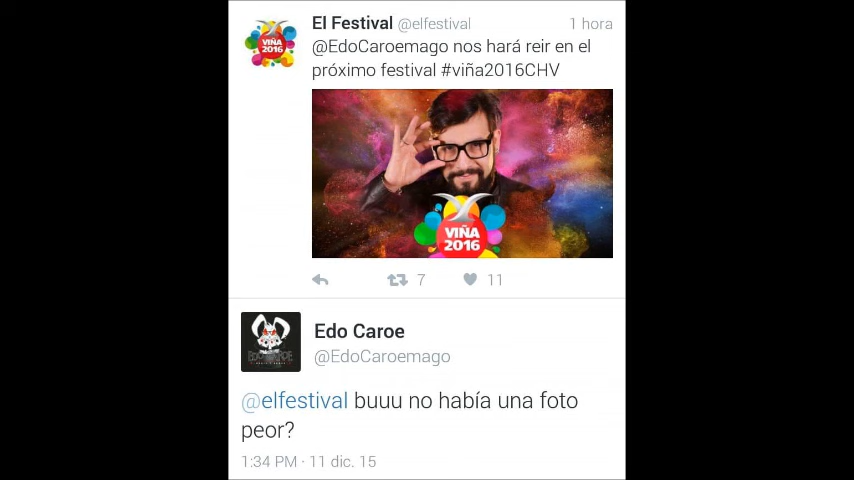 El Festival @elfestival 1 hora
@EdoCaroemago nos hará reir en el
próximo festival #viña2016CHV
VIÑA
2016
VIÑA
2016
7 11
Edo Caroe
@EdoCaroemago
@elfestival buuu no había una foto
peor?
1:34 PM · 11 dic. 15